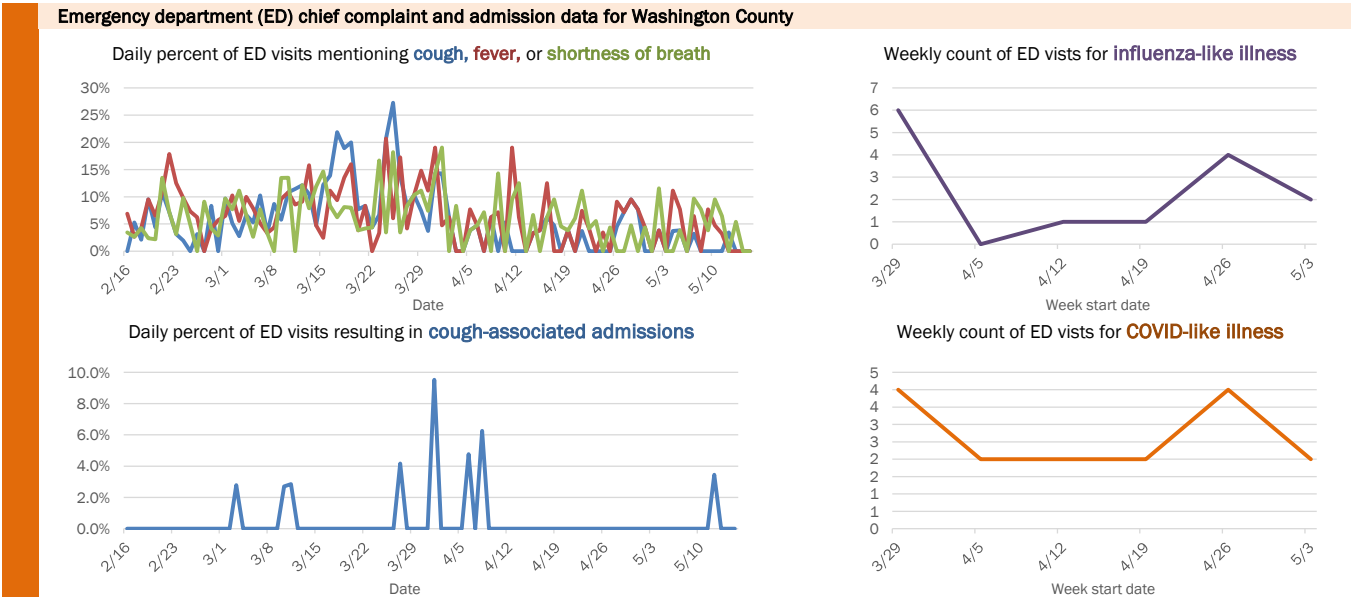 Emergency department (ED) chief complaint and admission data for Washington County
Daily percent of ED visits mentioning cough, fever, or shortness of breath
30%
25%
20%
15%
10%
5%
0%
2/16 2/23 3/1 3/8 3/15 3/22 3/29 4/5 4/12 4/19 4/26 5/3 5/10
Date
Weekly count of ED vists for influenza-like illness
7
6
5
4
3
2
1
0
3/29 4/5 4/12 4/19 4/26 5/3
Week start date
Daily percent of ED visits resulting in cough-associated admissions
10.0%
8.0%
6.0%
4.0%
2.0%
0.0%
2/16 2/23 3/1 3/8 3/15 3/22 3/29 4/5 4/12 4/19 4/26 5/3 5/10
Date
Weekly count of ED vists for COVID-like illness
5
4
4
3
3
2
2
1
1
0
3/29 4/5 4/12 4/19 4/26 5/3
Week start date